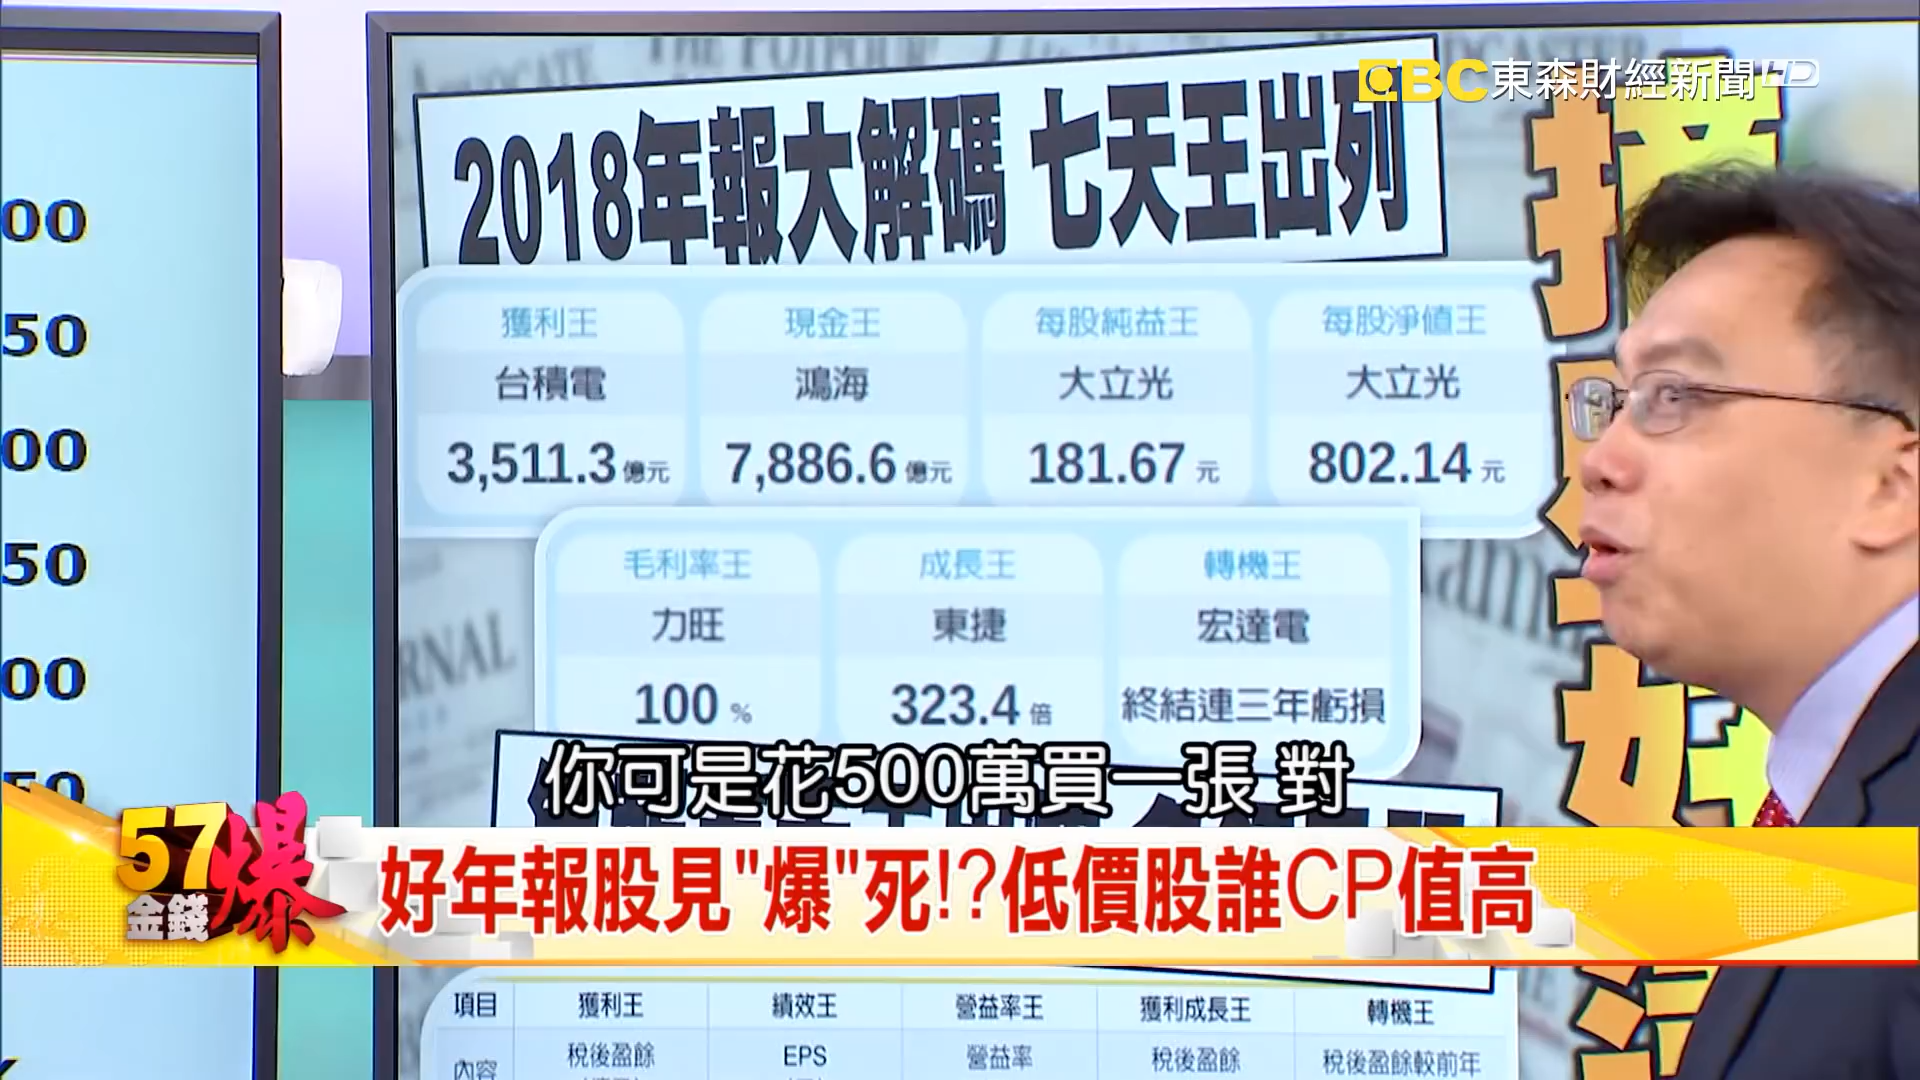 EBC東森財經新聞HD
2018年報大解碼 七天王出列
獲利王 現金王 每股純益王 每股淨值王
台積電 鴻海 大立光 大立光
3,511.3億元 7,886.6億元 181.67元 802.14元
毛利率王 成長王 轉機王
力旺 東捷 宏達電
100% 323.4倍 終結連三年虧損
00
50
00
50
00
50
RNAL
你可是花500萬買一張 對
57金錢爆
好年報股見"爆"死!?低價股誰CP值高
項目 獲利王 績效王 營益率王 獲利成長王 轉機王
內容 稅後盈餘 EPS 營益率 稅後盈餘 稅後盈餘較前年